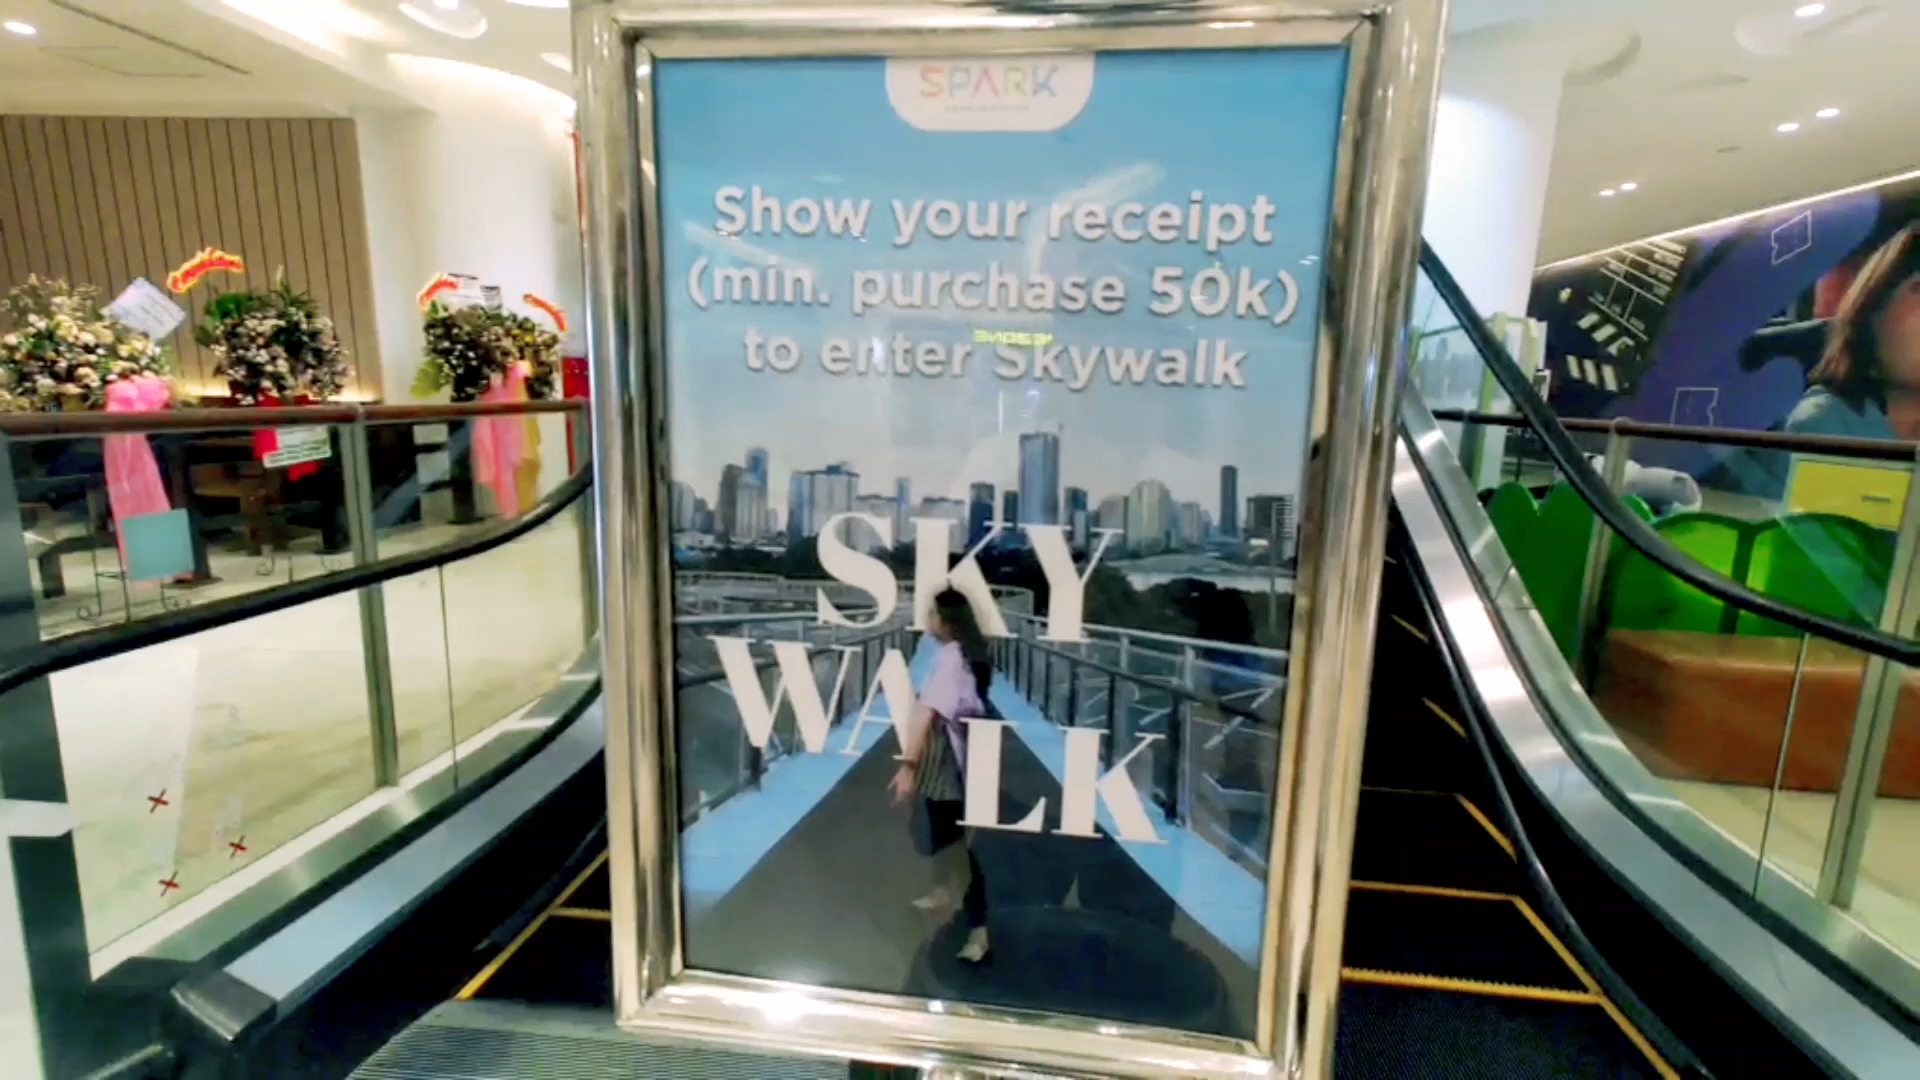 SPARK
Show your receipt
(min. purchase 50k)
to enter Skywalk
SKY
WALK